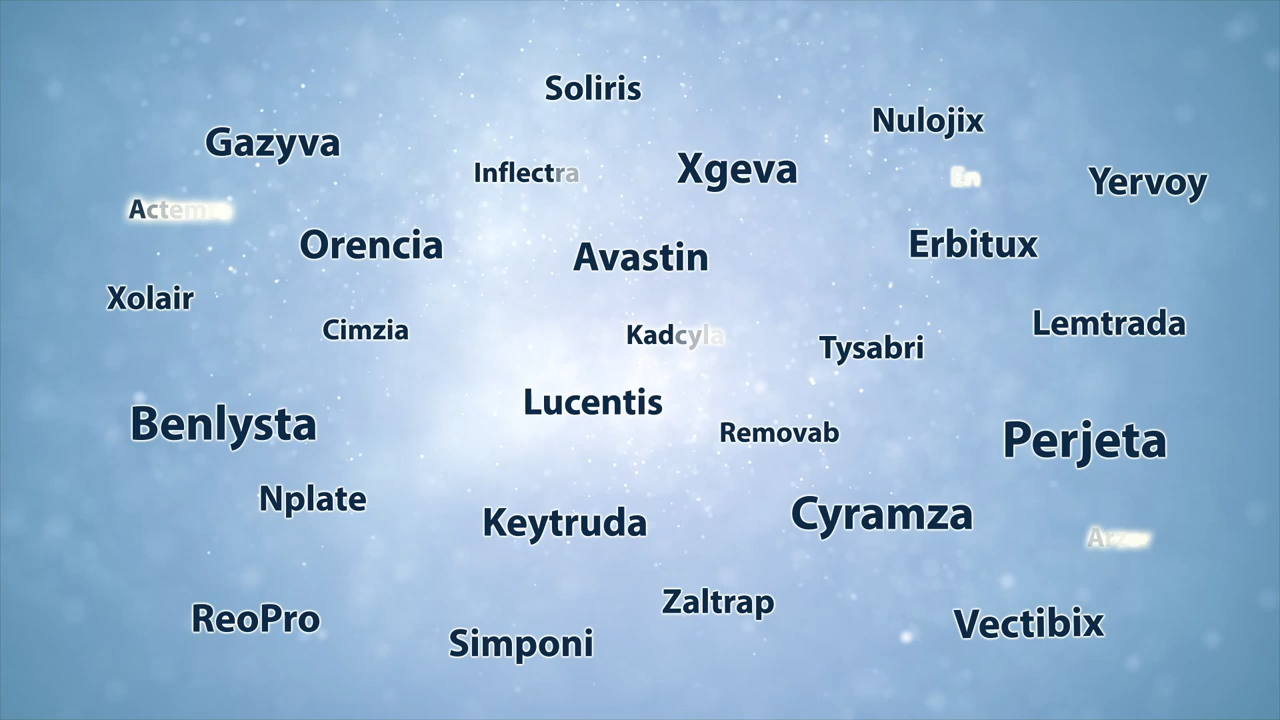 Soliris
Nulojix
Gazyva
Inflectra
Xgeva
En
Yervoy
Orencia
Avastin
Erbitux
Xolair
Cimzia
Kadcyla
Tysabri
Lemtrada
Lucentis
Benlysta
Removab
Perjeta
Nplate
Keytruda
Cyramza
ReoPro
Simponi
Zaltrap
Vectibix